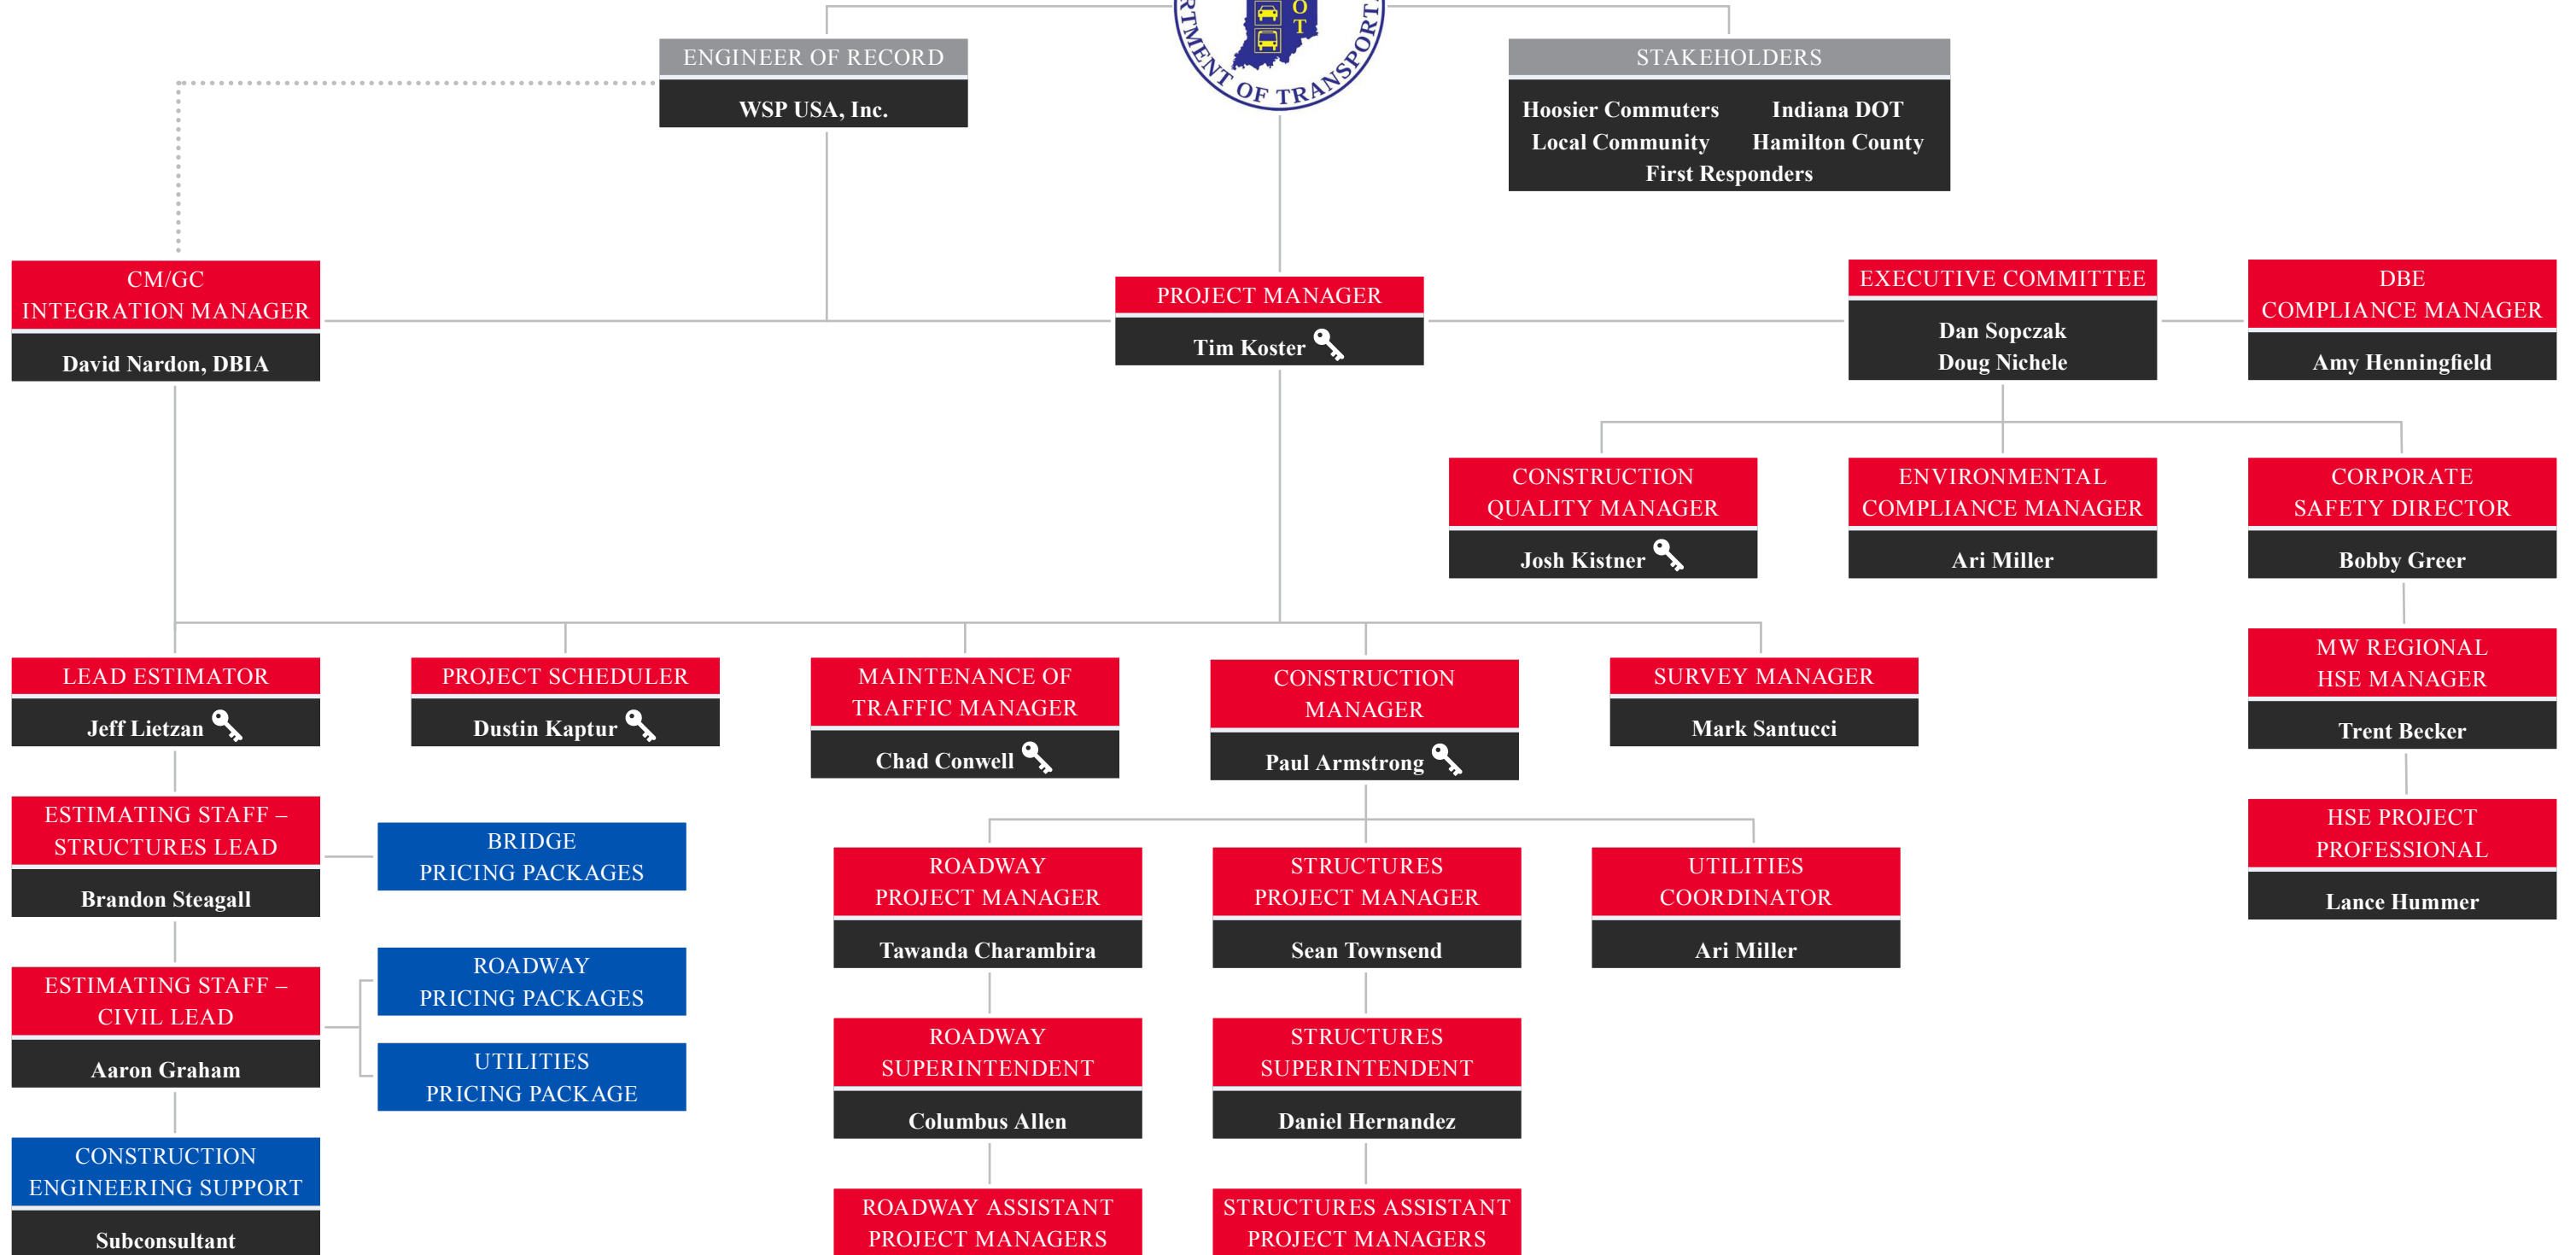 O
T
RTMENT OF TRANSPORT
ENGINEER OF RECORD
WSP USA, Inc.
STAKEHOLDERS
Hoosier Commuters Indiana DOT
Local Community Hamilton County
First Responders
CM/GC
INTEGRATION MANAGER
David Nardon, DBIA
PROJECT MANAGER
Tim Koster
EXECUTIVE COMMITTEE
Dan Sopczak
Doug Nichele
DBE
COMPLIANCE MANAGER
Amy Henningfield
CONSTRUCTION
QUALITY MANAGER
Josh Kistner
ENVIRONMENTAL
COMPLIANCE MANAGER
Ari Miller
CORPORATE
SAFETY DIRECTOR
Bobby Greer
LEAD ESTIMATOR
Jeff Lietzan
PROJECT SCHEDULER
Dustin Kaptur
MAINTENANCE OF
TRAFFIC MANAGER
Chad Conwell
CONSTRUCTION
MANAGER
Paul Armstrong
SURVEY MANAGER
Mark Santucci
MW REGIONAL
HSE MANAGER
Trent Becker
ESTIMATING STAFF –
STRUCTURES LEAD
Brandon Steagall
BRIDGE
PRICING PACKAGES
ROADWAY
PROJECT MANAGER
Tawanda Charambira
STRUCTURES
PROJECT MANAGER
Sean Townsend
UTILITIES
COORDINATOR
Ari Miller
HSE PROJECT
PROFESSIONAL
Lance Hummer
ESTIMATING STAFF –
CIVIL LEAD
Aaron Graham
ROADWAY
PRICING PACKAGES
UTILITIES
PRICING PACKAGE
ROADWAY
SUPERINTENDENT
Columbus Allen
STRUCTURES
SUPERINTENDENT
Daniel Hernandez
CONSTRUCTION
ENGINEERING SUPPORT
Subconsultant
ROADWAY ASSISTANT
PROJECT MANAGERS
STRUCTURES ASSISTANT
PROJECT MANAGERS